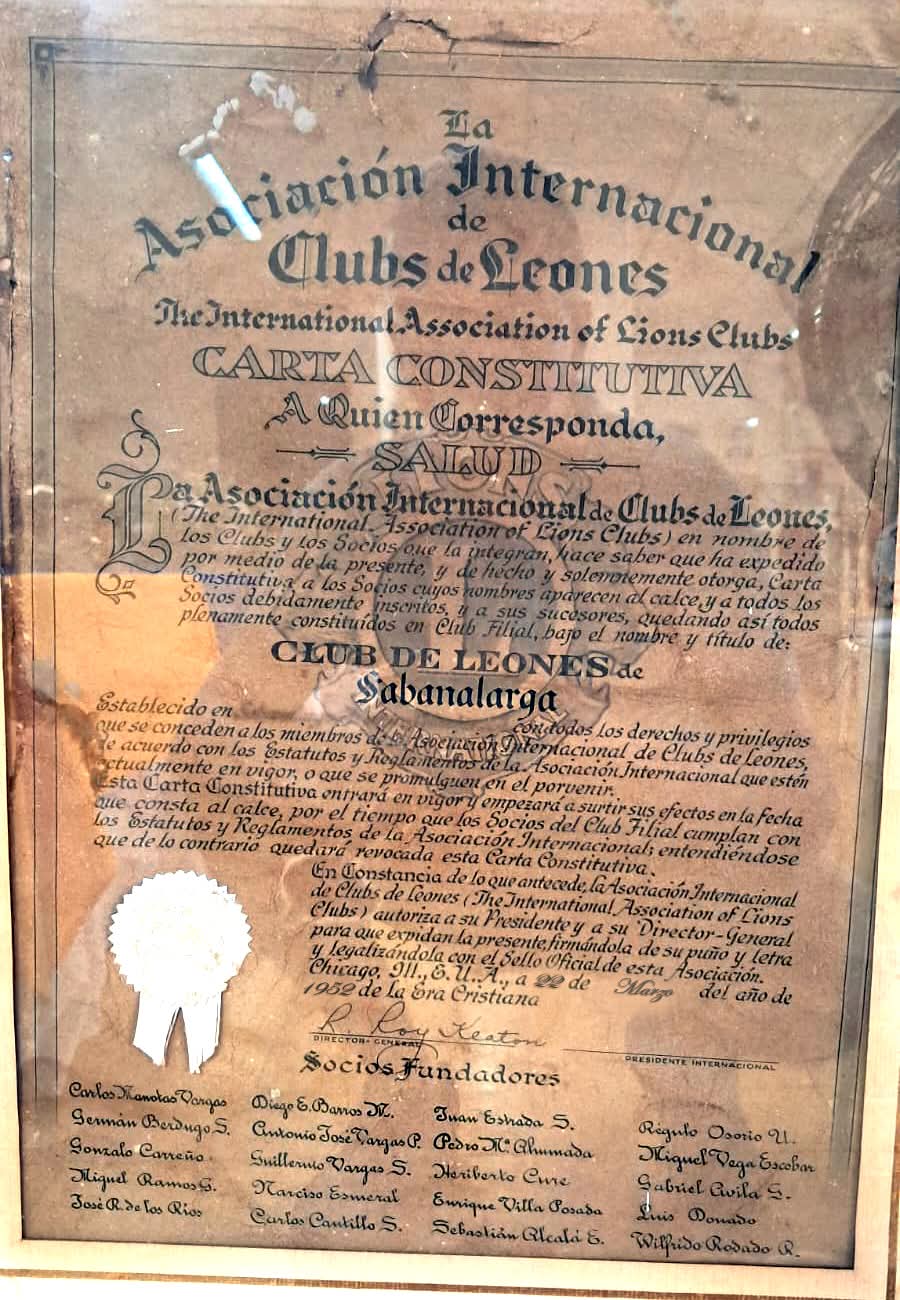 La
Asociación Internacional
de
Clubs de Leones
The International Association of Lions Clubs
CARTA CONSTITUTIVA
A Quien Corresponda,
SALUD
La Asociación Internacional de Clubs de Leones,
(The International Association of Lions Clubs) en nombre de
los Clubs y los Socios que la integran, hace saber que ha expedido
por medio de la presente, y de hecho y solemnemente otorga, Carta
Constitutiva a los Socios cuyos nombres aparecen al calce, y a todos los
Socios debidamente inscritos, y a sus sucesores, quedando así todos
plenamente constituídos en Club Filial, bajo el nombre y título de:
CLUB DE LEONES de
Sabanalarga
Establecido en con todos los derechos y privilegios
que se conceden a los miembros de la Asociación Internacional de Clubs de Leones,
de acuerdo con los Estatutos y Reglamentos de la Asociación Internacional que estén
actualmente en vigor, o que se promulguen en el porvenir.
Esta Carta Constitutiva entrará en vigor y empezará a surtir sus efectos en la fecha
que consta al calce, por el tiempo que los Socios del Club Filial cumplan con
los Estatutos y Reglamentos de la Asociación Internacional; entendiéndose
que de lo contrario quedará revocada esta Carta Constitutiva.
En Constancia de lo que antecede, la Asociación Internacional
de Clubs de Leones (The International Association of Lions
Clubs) autoriza a su Presidente y a su Director-General
para que expidan la presente, firmándola de su puño y letra
y legalizándola con el Sello Oficial de esta Asociación.
Chicago, Ill., E.U.A., a 22 de Marzo del año de
1952 de la Era Cristiana
R. Roy Keaton
DIRECTOR-GENERAL
PRESIDENTE INTERNACIONAL
Socios Fundadores
Carlos Manotas Vargas
Germán Berdugo S.
Gonzalo Carreño
Miguel Ramos G.
José R. de los Ríos
Diego E. Barros M.
Antonio José Vargas P.
Guillermo Vargas S.
Narciso Esmeral
Carlos Cantillo S.
Juan Estrada S.
Pedro Mª Ahumada
Heriberto Cure
Enrique Villa Posada
Sebastián Alcalá E.
Régulo Osorio U.
Miguel Vega Escobar
Gabriel Avila G.
Luis Donado
Wilfrido Rodado R.